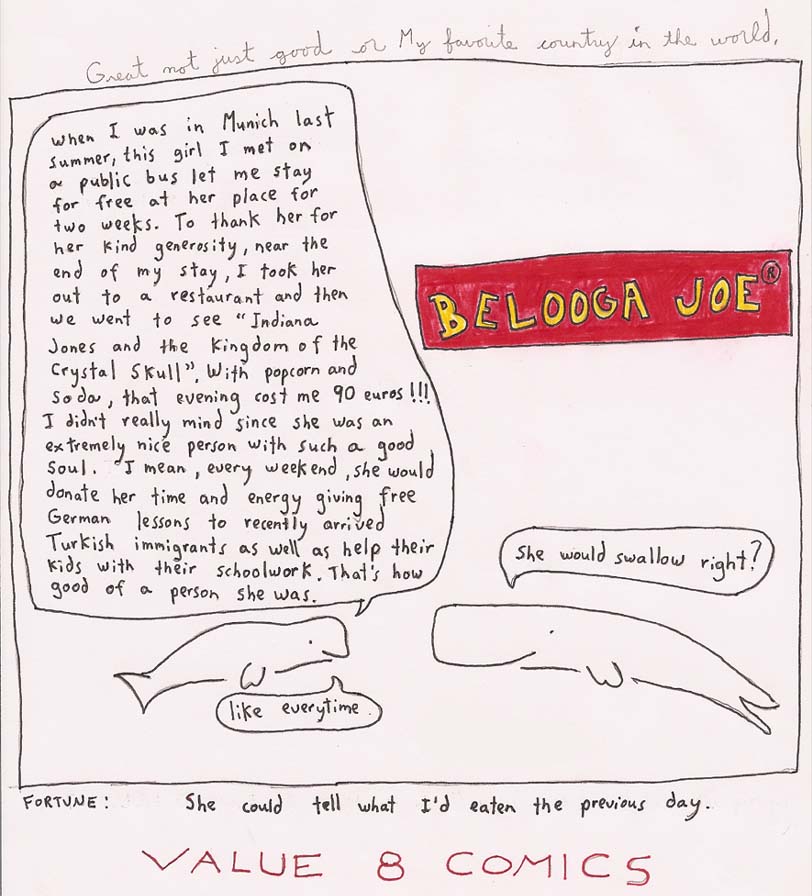 Great not just good or My favorite country in the world.
when I was in Munich last
summer, this girl I met on
a public bus let me stay
for free at her place for
two weeks. To thank her for
her kind generosity, near the
end of my stay, I took her
out to a restaurant and then
we went to see "Indiana
Jones and the Kingdom of the
Crystal Skull". With popcorn and
soda, that evening cost me 90 euros!!!
I didn't really mind since she was an
extremely nice person with such a good
soul. "I mean, every weekend, she would
donate her time and energy giving free
German lessons to recently arrived
Turkish immigrants as well as help their
kids with their schoolwork. That's how
good of a person she was.
BELOOGA JOE®
she would swallow right?
like everytime.
FORTUNE: She could tell what I'd eaten the previous day.
VALUE 8 COMICS